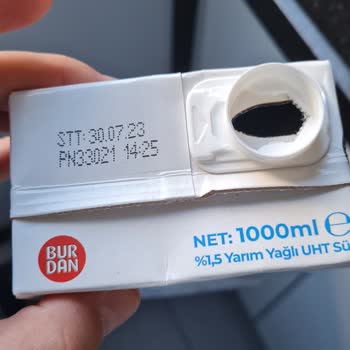 STT: 30.07.23
PN33021 14:25
BUR
DAN
NET: 1000ml e
%1,5 Yarım Yağlı UHT Sü